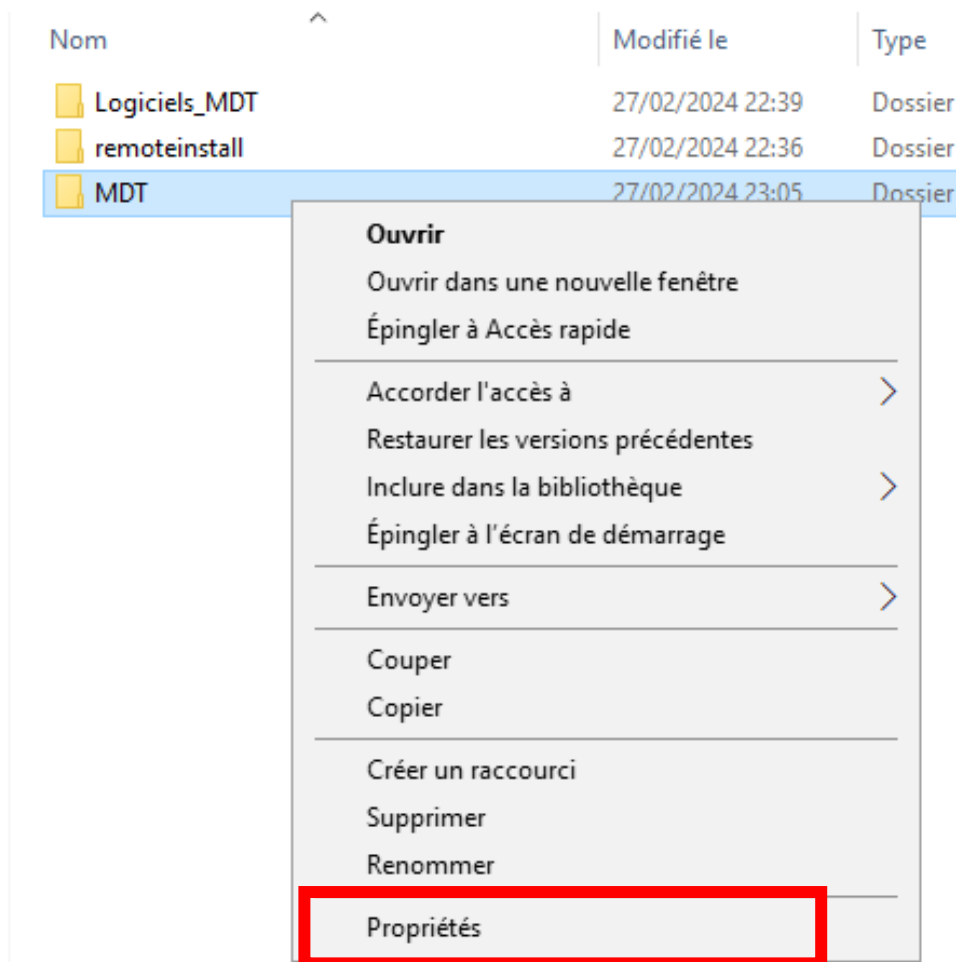 Nom Modifié le Type
Logiciels_MDT 27/02/2024 22:39 Dossier
remoteinstall 27/02/2024 22:36 Dossier
MDT 27/02/2024 23:05 Dossier
Ouvrir
Ouvrir dans une nouvelle fenêtre
Épingler à Accès rapide
Accorder l'accès à
Restaurer les versions précédentes
Inclure dans la bibliothèque
Épingler à l’écran de démarrage
Envoyer vers
Couper
Copier
Créer un raccourci
Supprimer
Renommer
Propriétés